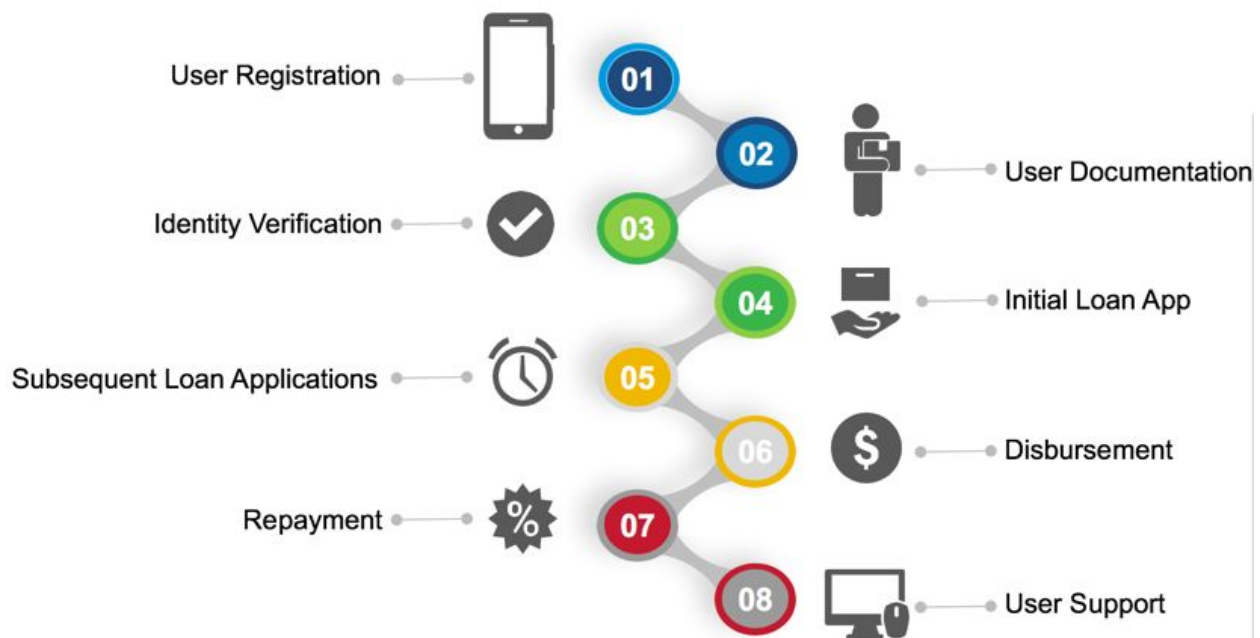 User Registration
01
02
User Documentation
Identity Verification
03
04
Initial Loan App
Subsequent Loan Applications
05
06
$
Disbursement
Repayment
%
07
08
User Support